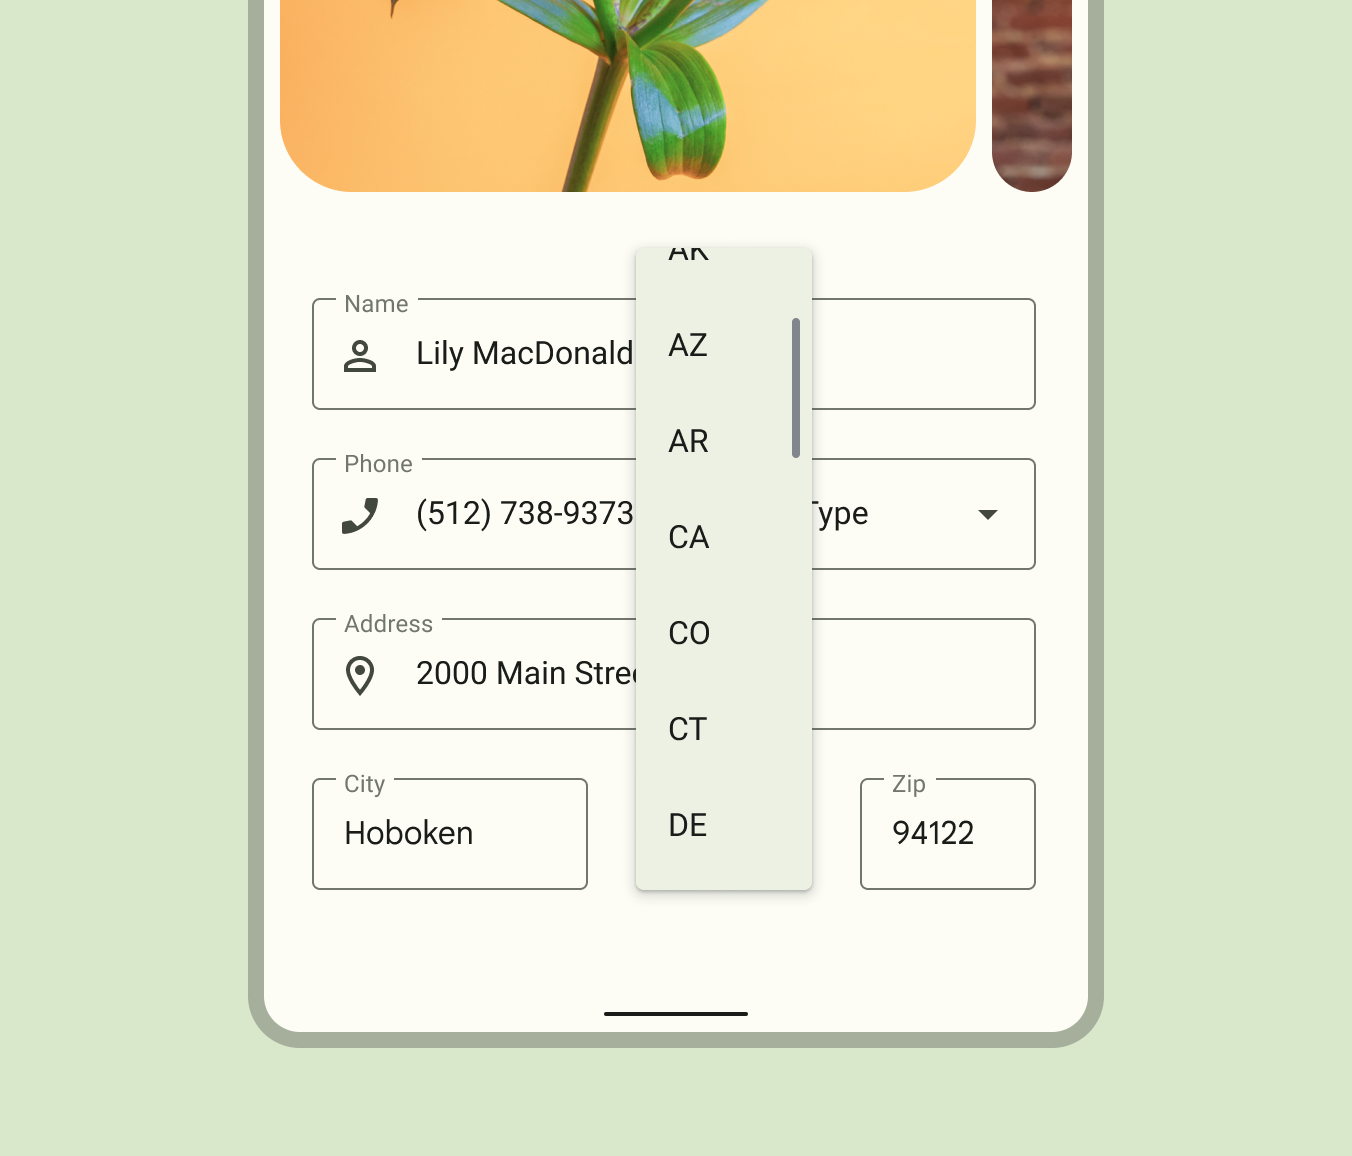 AK
Name
Lily MacDonald
AZ
AR
Phone
(512) 738-9373
Type
CA
Address
2000 Main Stree
CO
CT
City
Hoboken
Zip
94122
DE